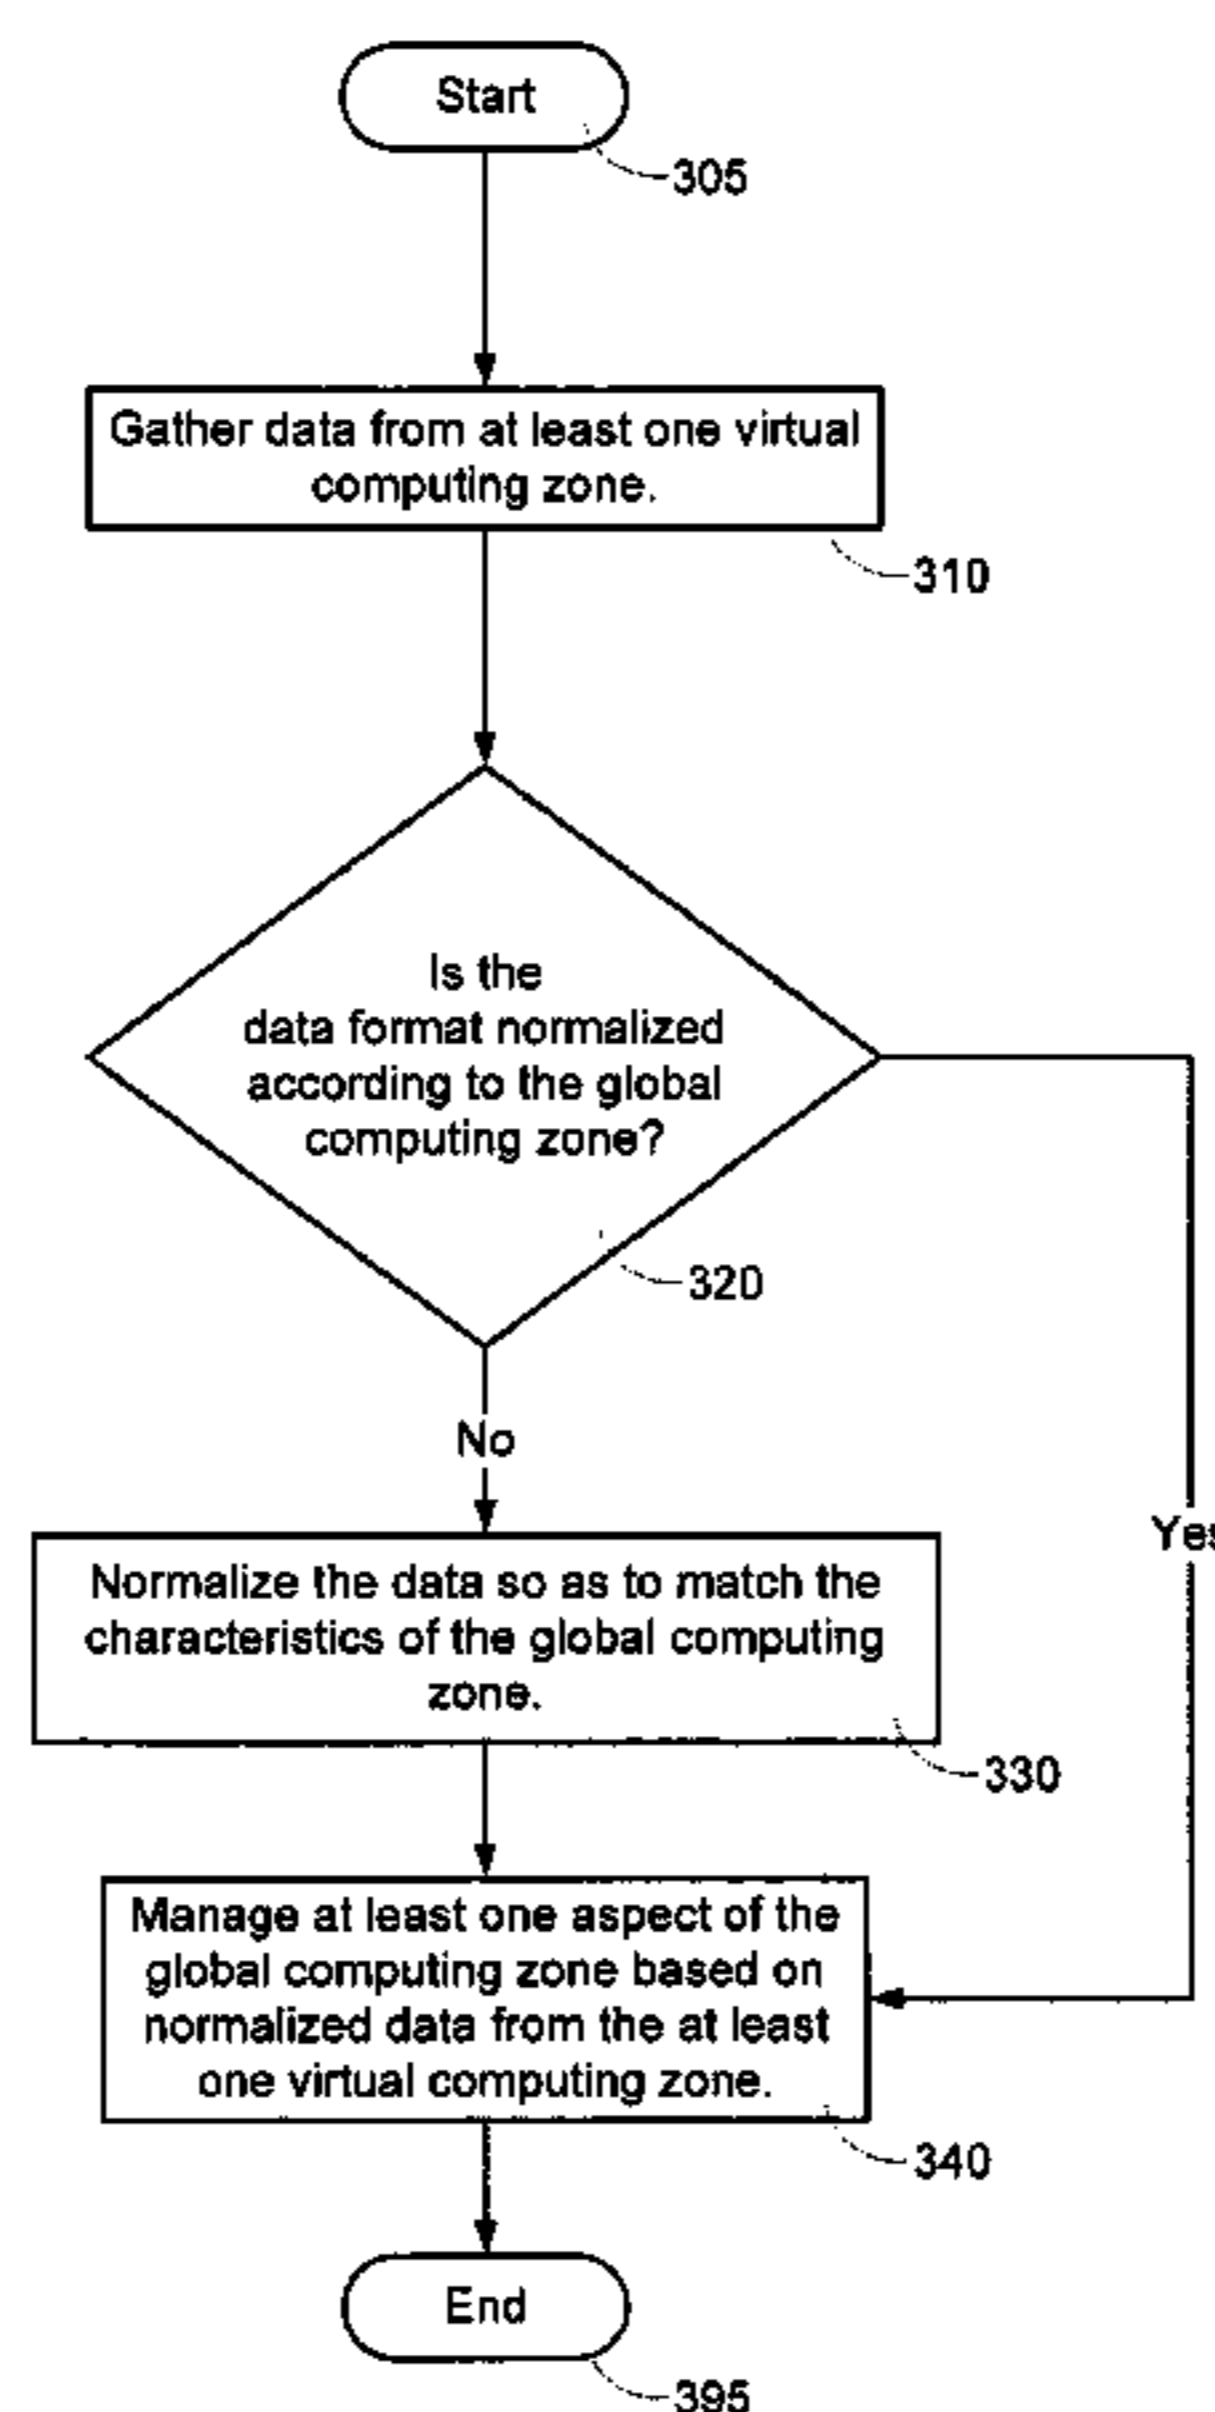 Start
305
Gather data from at least one virtual
computing zone.
310
Is the
data format normalized
according to the global
computing zone?
320
No
Yes
Normalize the data so as to match the
characteristics of the global computing
zone.
330
Manage at least one aspect of the
global computing zone based on
normalized data from the at least
one virtual computing zone.
340
End
395